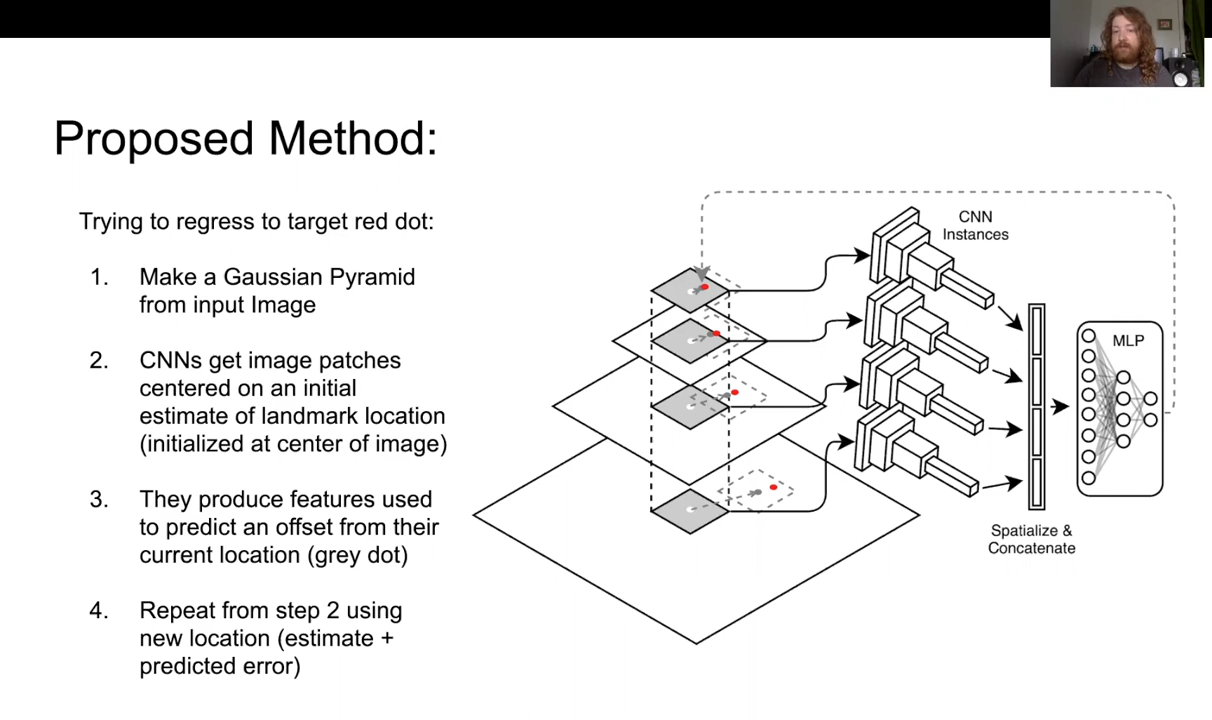 Proposed Method:
Trying to regress to target red dot:
1. Make a Gaussian Pyramid
from input Image
2. CNNs get image patches
centered on an initial
estimate of landmark location
(initialized at center of image)
3. They produce features used
to predict an offset from their
current location (grey dot)
4. Repeat from step 2 using
new location (estimate +
predicted error)
CNN
Instances
MLP
Spatialize &
Concatenate